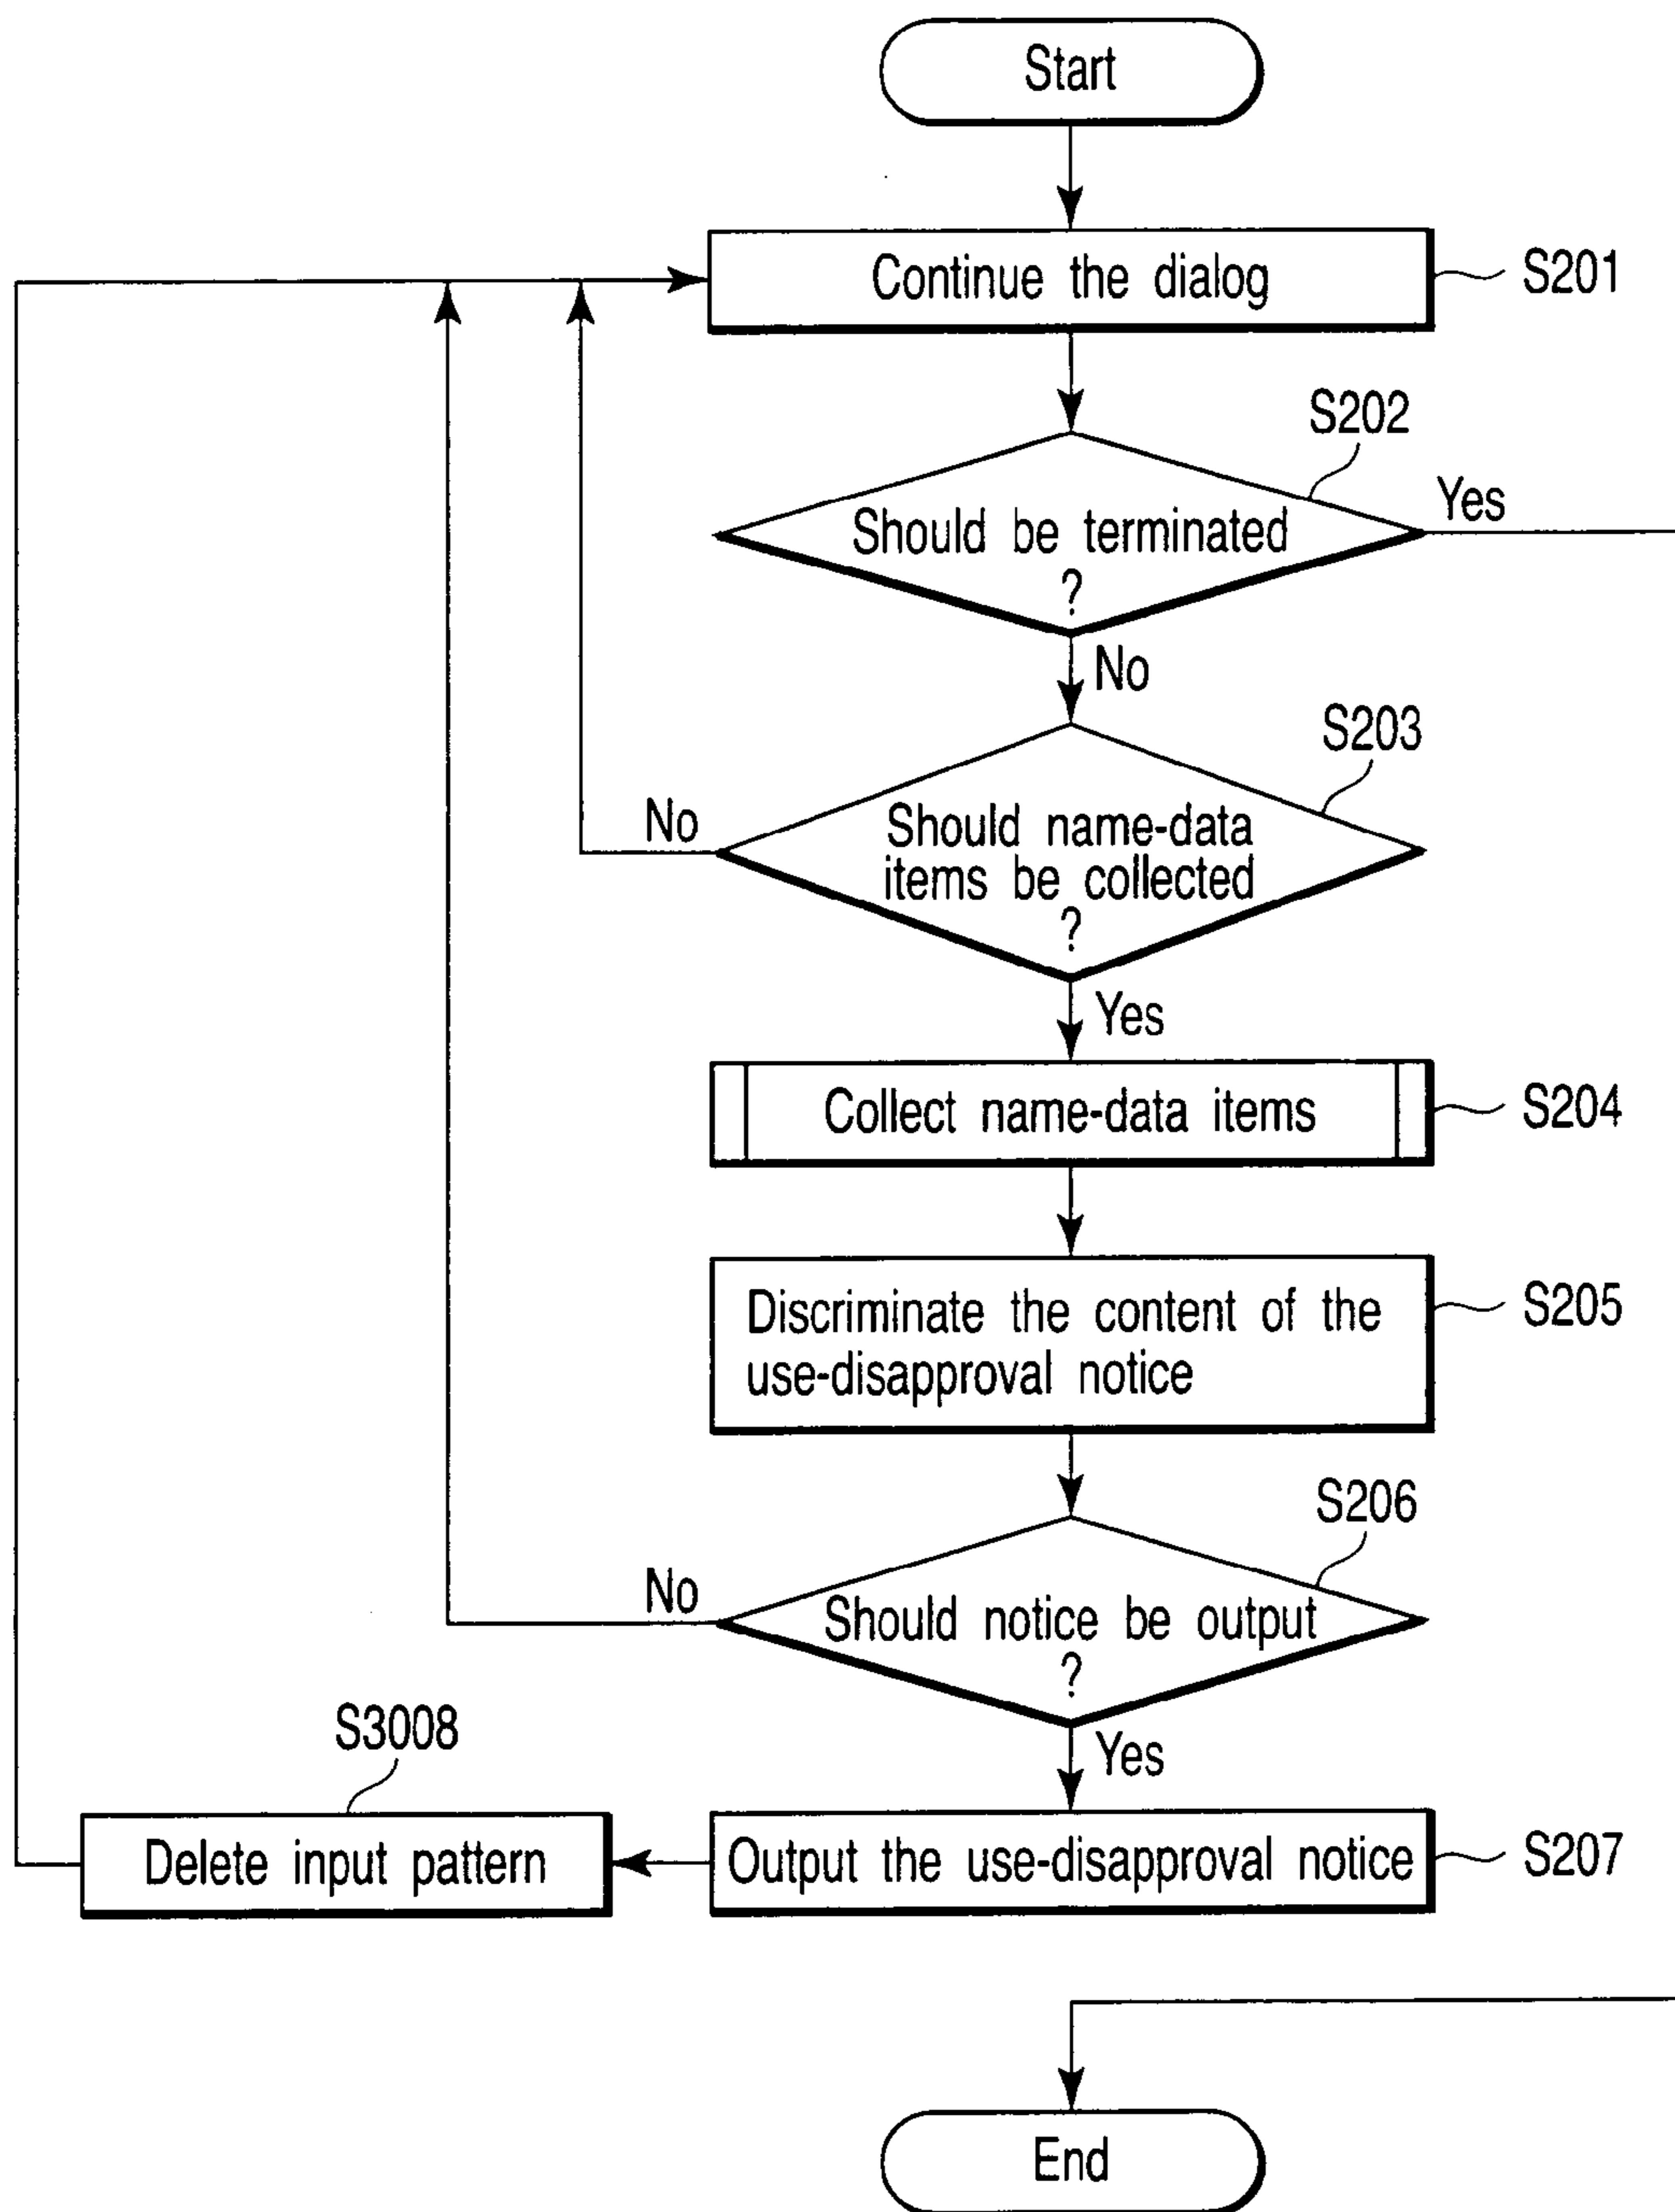 Start
Continue the dialog
S201
S202
Should be terminated
?
Yes
No
S203
Should name-data
items be collected
?
No
Yes
Collect name-data items
S204
Discriminate the content of the
use-disapproval notice
S205
S206
Should notice be output
?
No
Yes
S3008
Delete input pattern
Output the use-disapproval notice
S207
End